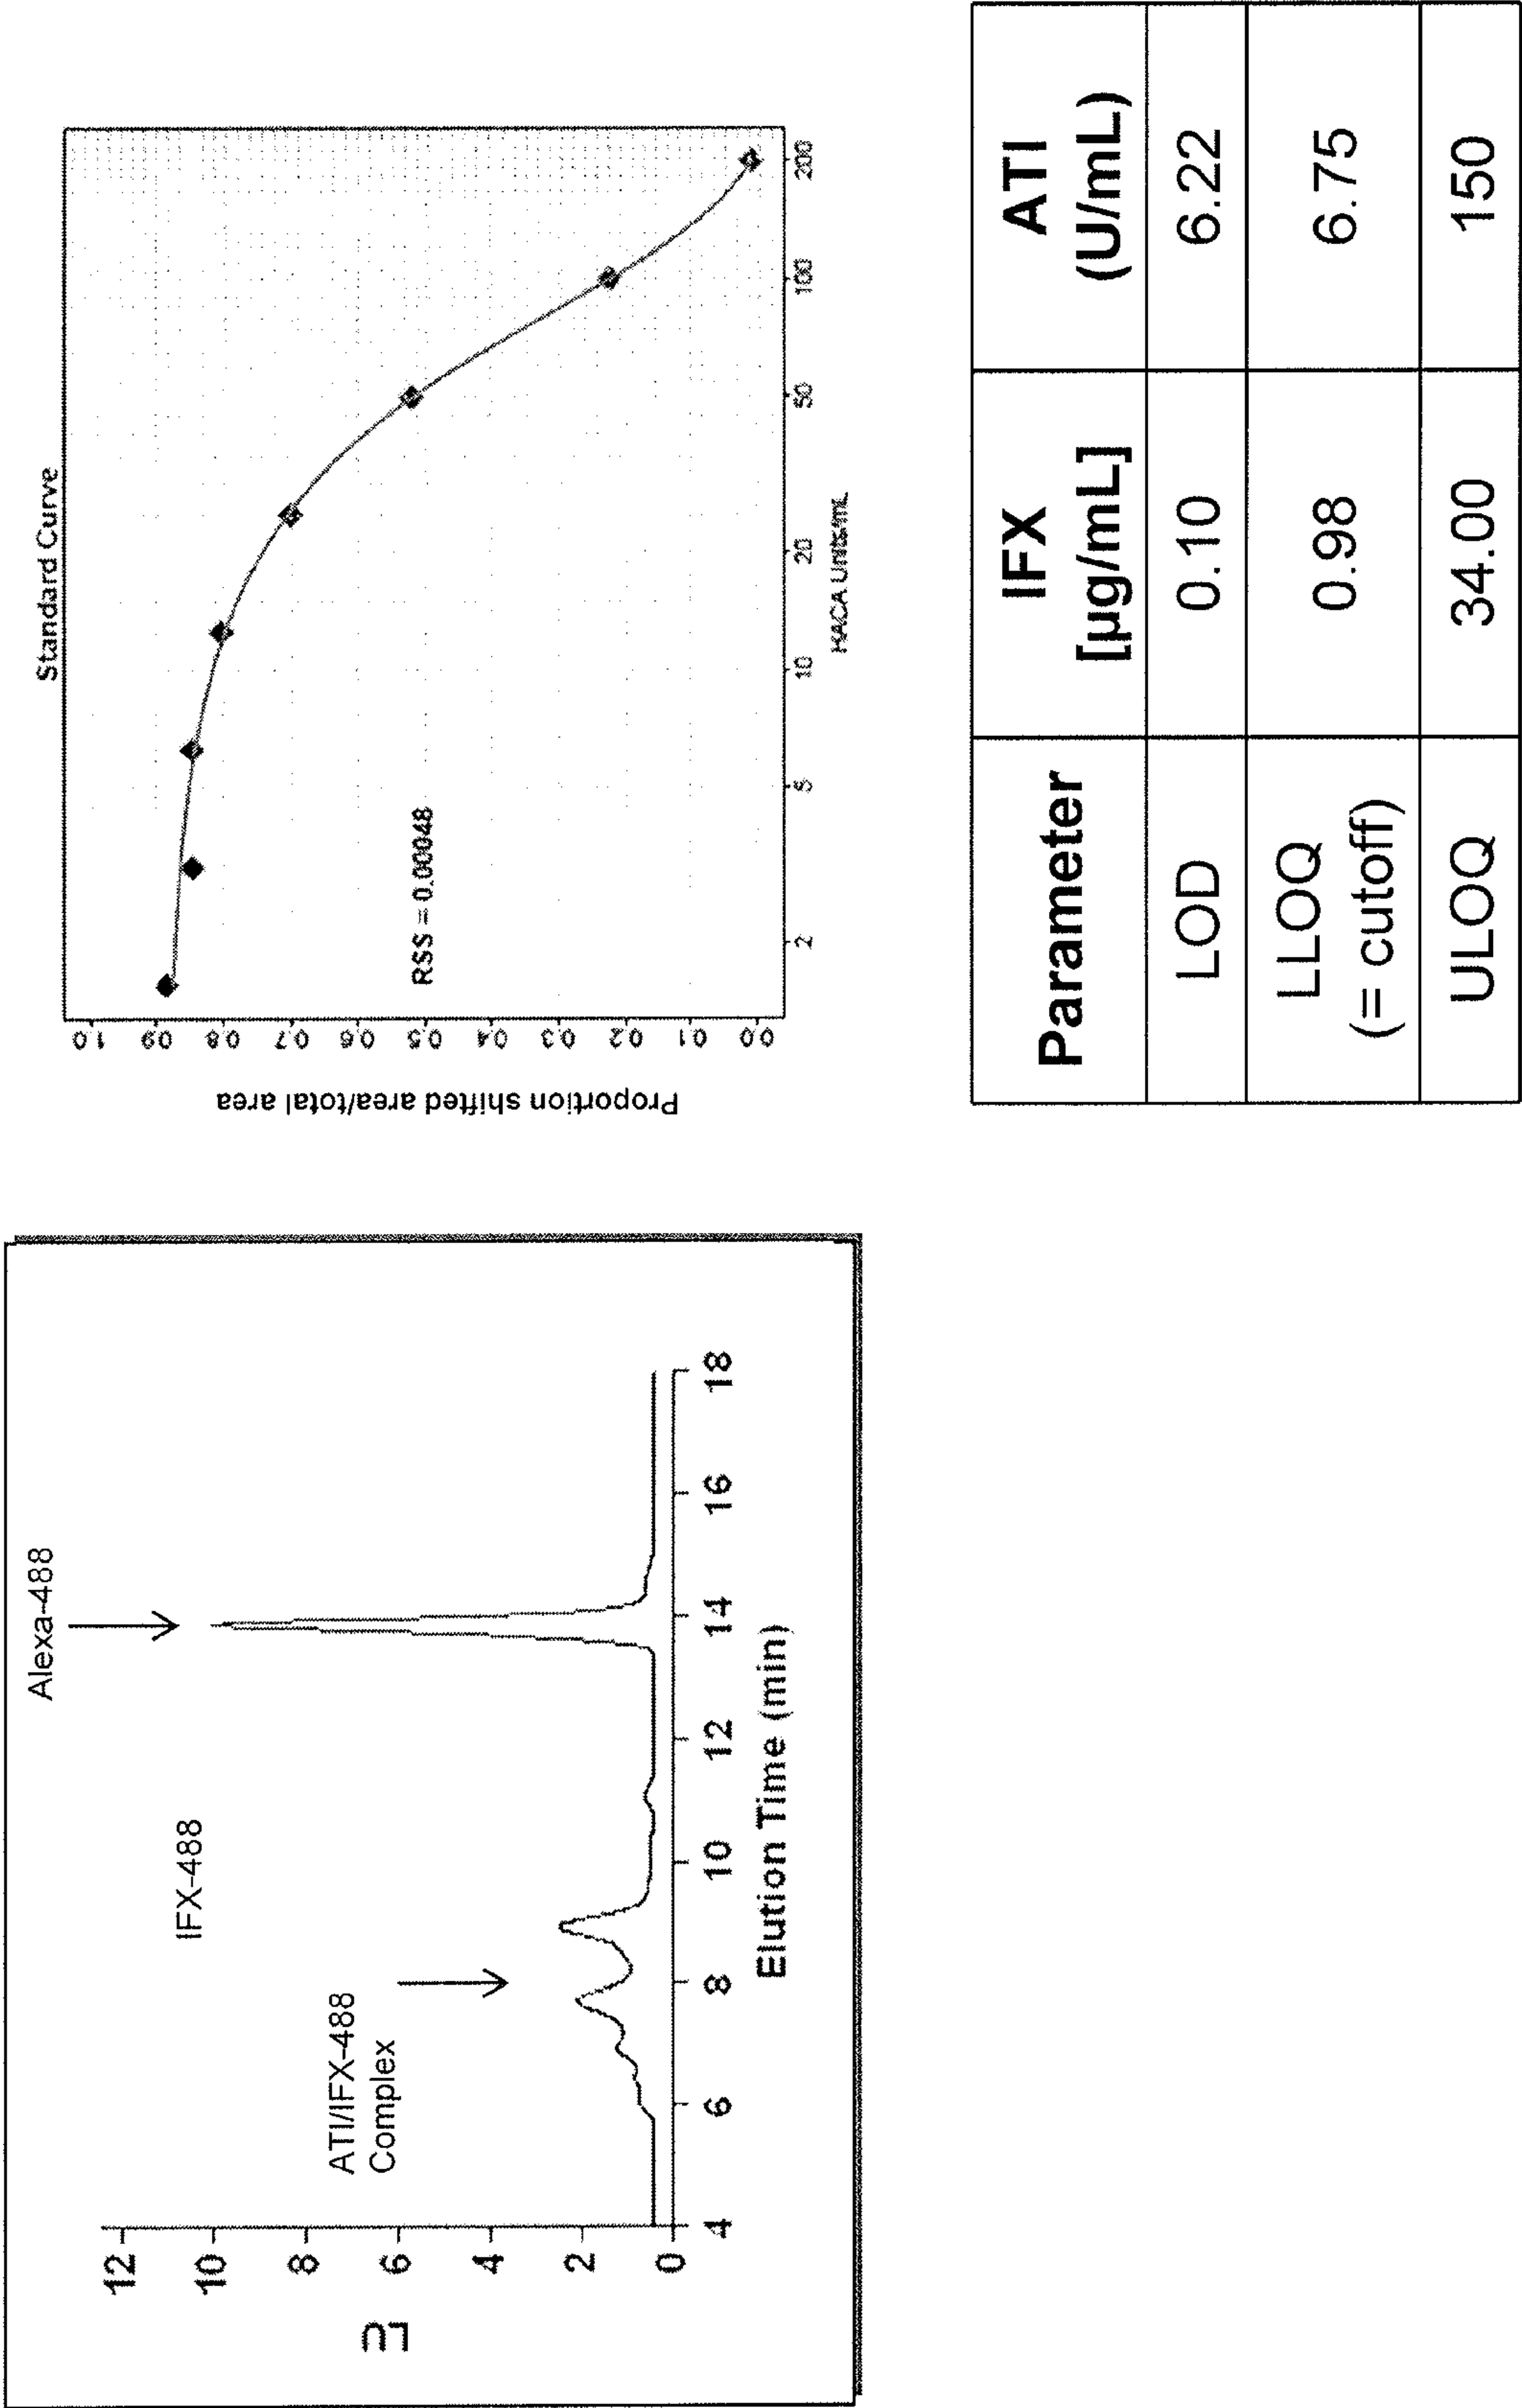 Alexa-488
IFX-488
ATI/IFX-488
Complex
LU
12
10
8
6
4
2
0
4
6
8
10
12
14
16
18
Elution Time (min)
Standard Curve
Proportion shifted area/total area
1.0
0.9
0.8
0.7
0.6
0.5
0.4
0.3
0.2
0.1
0.0
RSS = 0.00048
2
5
10
20
50
100
200
HACA Units/mL
Parameter
IFX
[µg/mL]
ATI
(U/mL)
LOD
0.10
6.22
LLOQ
(= cutoff)
0.98
6.75
ULOQ
34.00
150